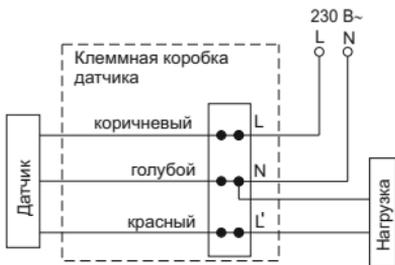 230 В~
L N
Клеммная коробка
датчика
коричневый L
голубой N
красный L'
Датчик
Нагрузка